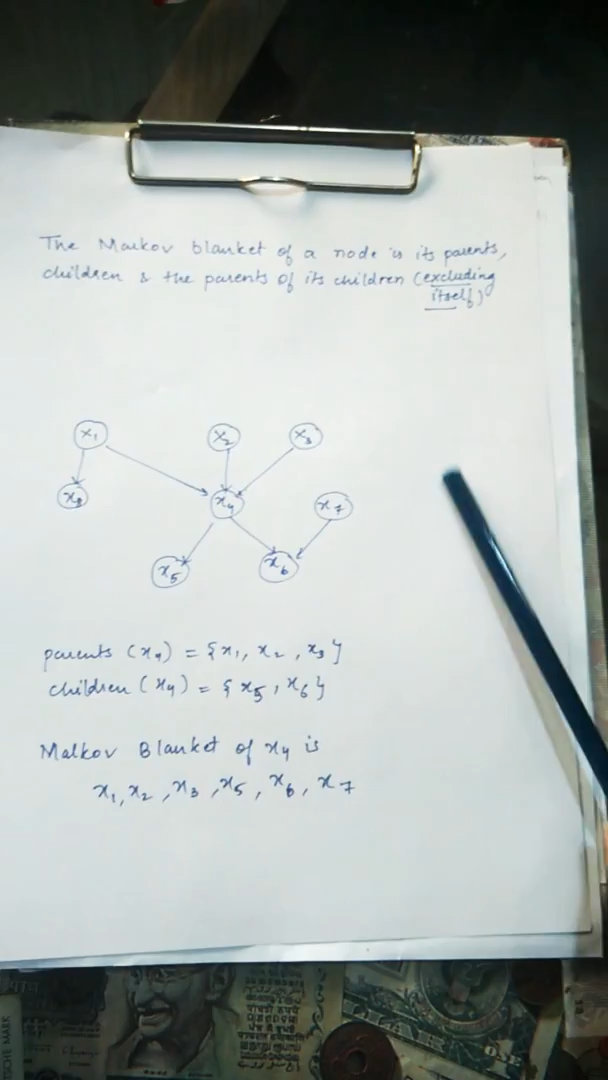 The Markov blanket of a node is its parents,
children & the parents of its children (excluding
itself)
x1 x2 x3
x8 x4 x7
x5 x6
parents (x4) = {x1, x2, x3}
children (x4) = {x5, x6}
Malkov Blanket of x4 is
x1, x2, x3, x5, x6, x7
DOLLAR